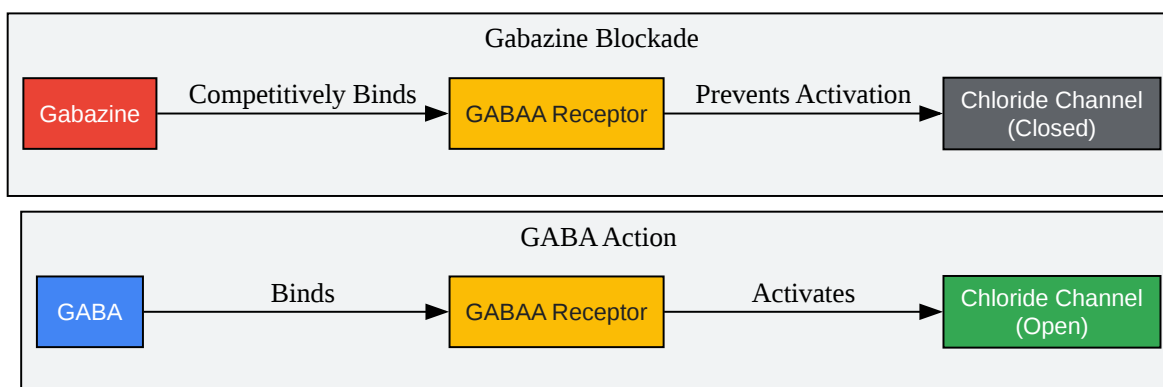 Gabazine Blockade
Gabazine
Competitively Binds
GABAA Receptor
Prevents Activation
Chloride Channel
(Closed)
GABA Action
GABA
Binds
GABAA Receptor
Activates
Chloride Channel
(Open)